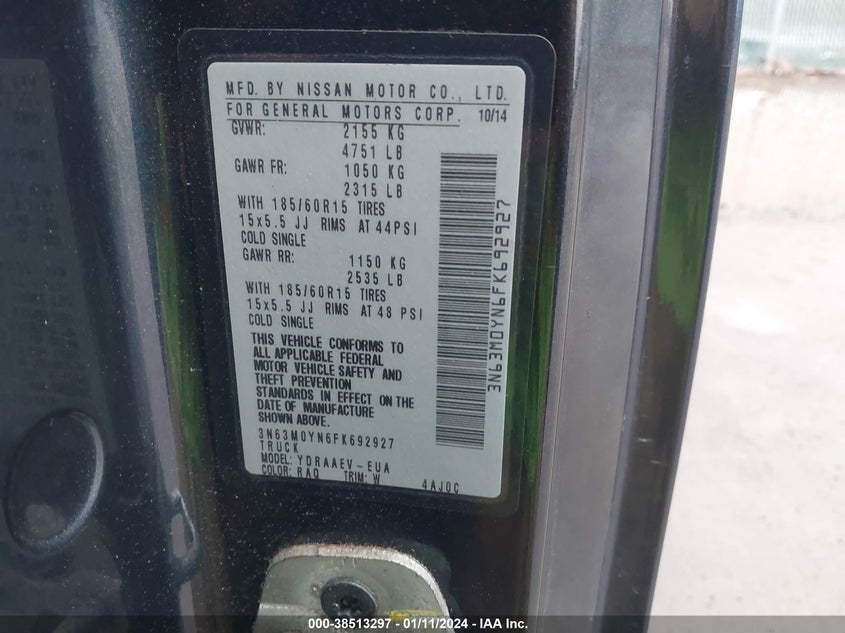 MFD. BY NISSAN MOTOR CO., LTD.
FOR GENERAL MOTORS CORP. 10/14
GVWR: 2155 KG
4751 LB
GAWR FR: 1050 KG
2315 LB
WITH 185/60R15 TIRES
15x5.5 JJ RIMS AT 44PSI
COLD SINGLE
GAWR RR: 1150 KG
2535 LB
WITH 185/60R15 TIRES
15x5.5 JJ RIMS AT 48 PSI
COLD SINGLE
THIS VEHICLE CONFORMS TO
ALL APPLICABLE FEDERAL
MOTOR VEHICLE SAFETY AND
THEFT PREVENTION
STANDARDS IN EFFECT ON THE
DATE OF MANUFACTURE
SHOWN ABOVE.
3N63M0YN6FK692927
TRUCK
MODEL: YDRAAEV-EUA
COLOR: RAQ TRIM: W 4AJ0C
3N63M0YN6FK692927
000-38513297 - 01/11/2024 - © IAA Inc.